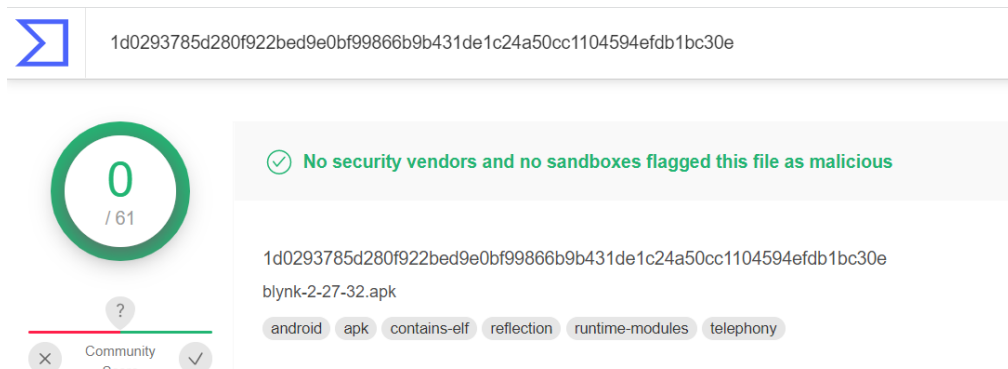 1d0293785d280f922bed9e0bf99866b9b431de1c24a50cc1104594efdb1bc30e
0
/ 61
No security vendors and no sandboxes flagged this file as malicious
1d0293785d280f922bed9e0bf99866b9b431de1c24a50cc1104594efdb1bc30e
blynk-2-27-32.apk
android apk contains-elf reflection runtime-modules telephony
?
Community